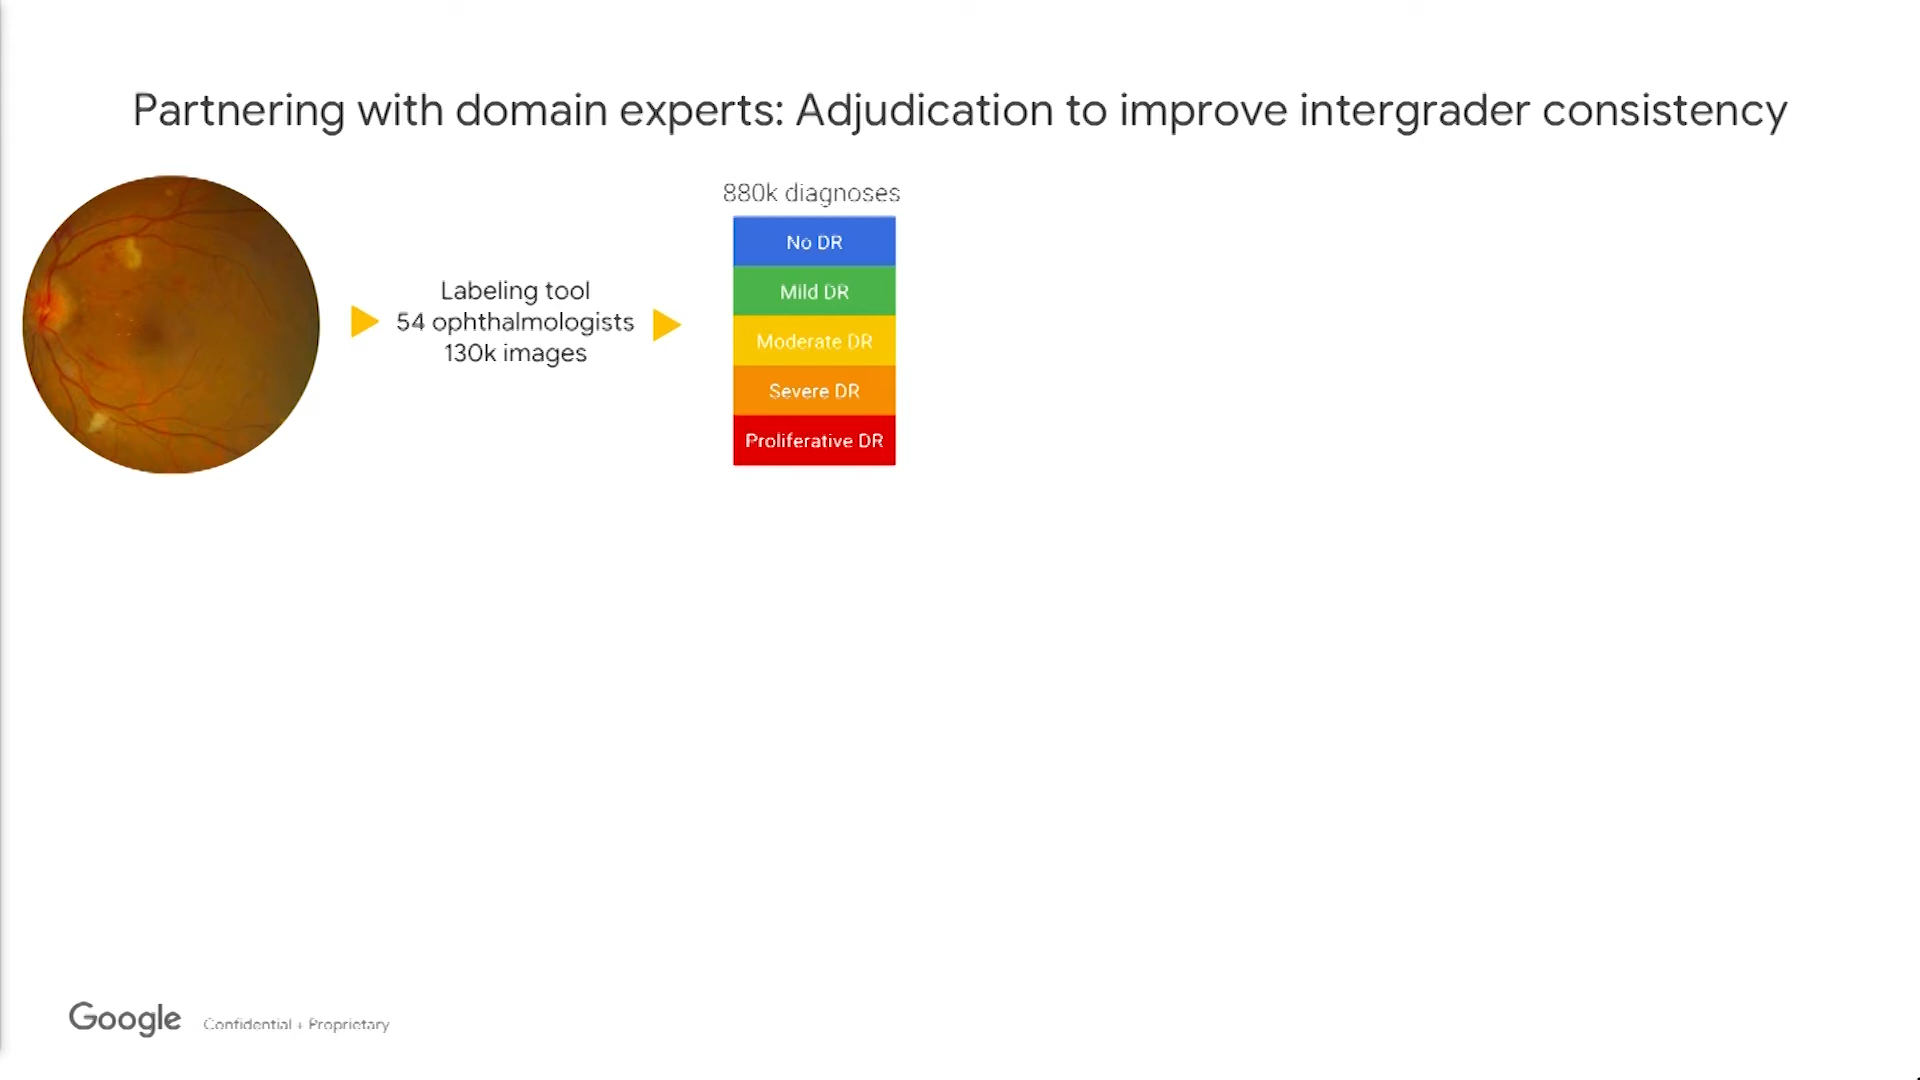 Partnering with domain experts: Adjudication to improve intergrader consistency
880k diagnoses
No DR
Mild DR
Moderate DR
Severe DR
Proliferative DR
Labeling tool
54 ophthalmologists
130k images
Google Confidential + Proprietary